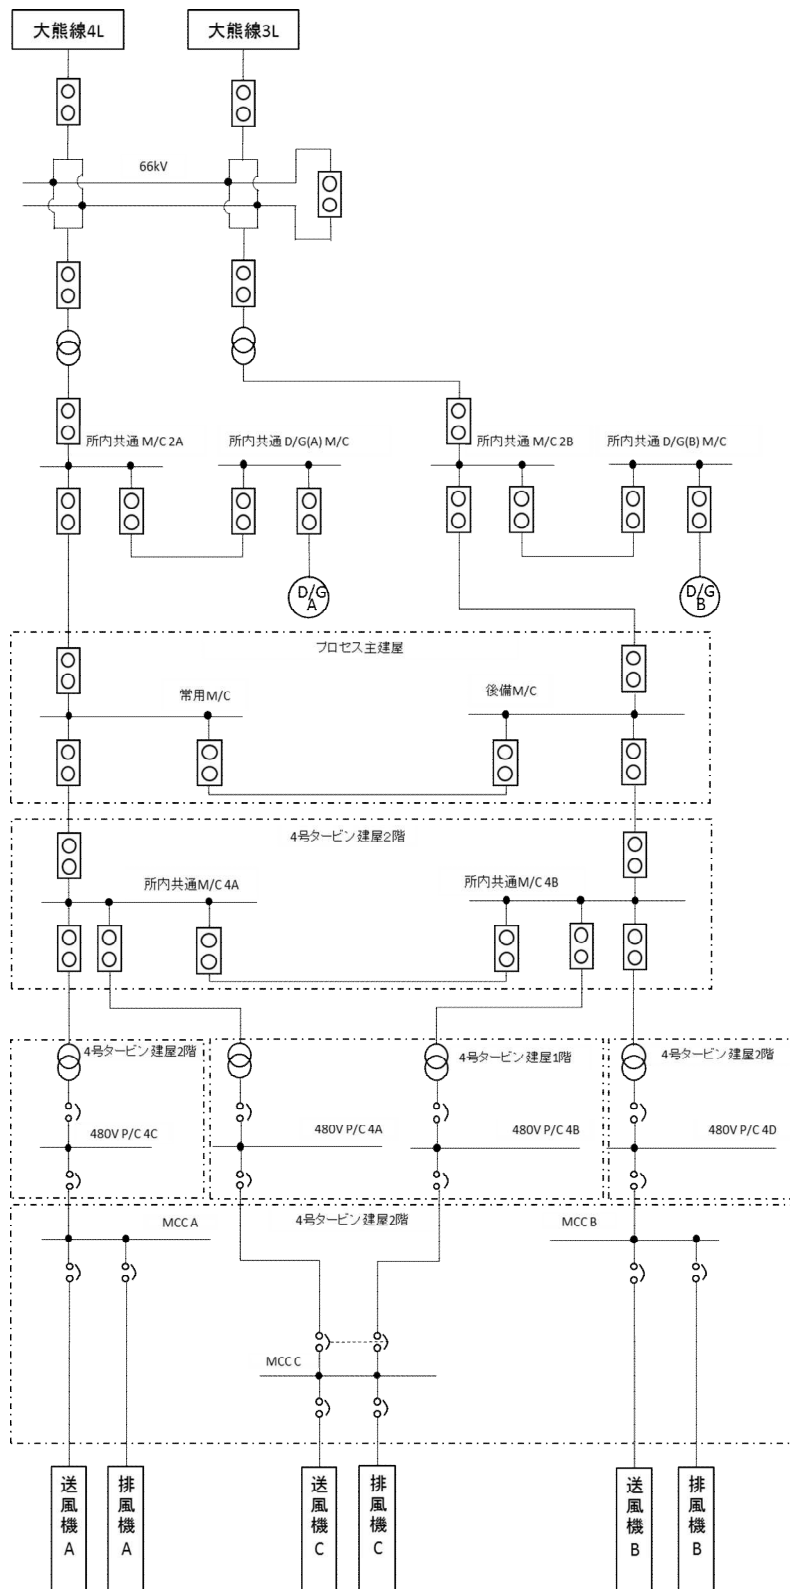 大熊線4L
大熊線3L
66kV
所内共通 M/C 2A
所内共通 D/G(A) M/C
所内共通 M/C 2B
所内共通 D/G(B) M/C
D/G
A
D/G
B
プロセス主建屋
常用M/C
後備M/C
4号タービン建屋2階
所内共通M/C 4A
所内共通M/C 4B
4号タービン建屋2階
4号タービン建屋1階
4号タービン建屋2階
480V P/C 4C
480V P/C 4A
480V P/C 4B
480V P/C 4D
4号タービン建屋2階
MCC A
MCC B
MCC C
送風機A
排風機A
送風機C
排風機C
送風機B
排風機B